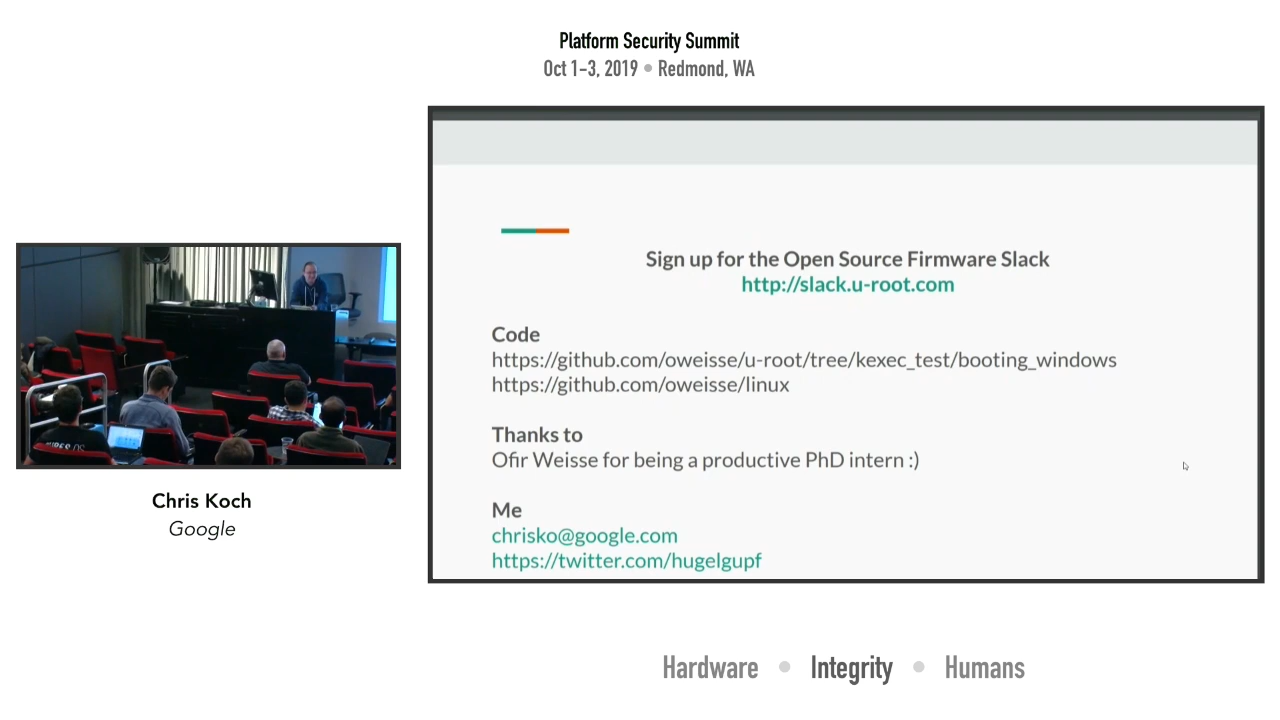 Platform Security Summit
Oct 1-3, 2019 • Redmond, WA
Sign up for the Open Source Firmware Slack
http://slack.u-root.com
Code
https://github.com/oweisse/u-root/tree/kexec_test/booting_windows
https://github.com/oweisse/linux
Thanks to
Ofir Weisse for being a productive PhD intern :)
Me
chrisko@google.com
https://twitter.com/hugelgupf
Chris Koch
Google
Hardware • Integrity • Humans